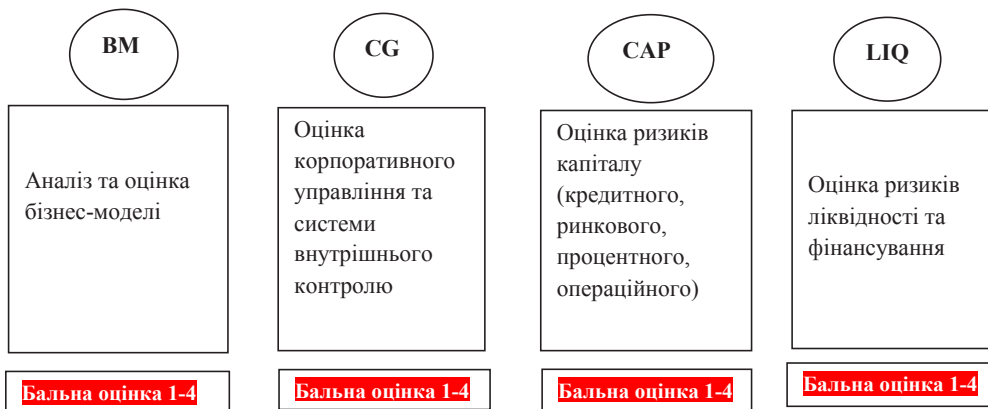 BM
Аналіз та оцінка
бізнес-моделі
Бальна оцінка 1-4
CG
Оцінка
корпоративного
управління та
системи
внутрішнього
контролю
Бальна оцінка 1-4
CAP
Оцінка ризиків
капіталу
(кредитного,
ринкового,
процентного,
операційного)
Бальна оцінка 1-4
LIQ
Оцінка ризиків
ліквідності та
фінансування
Бальна оцінка 1-4